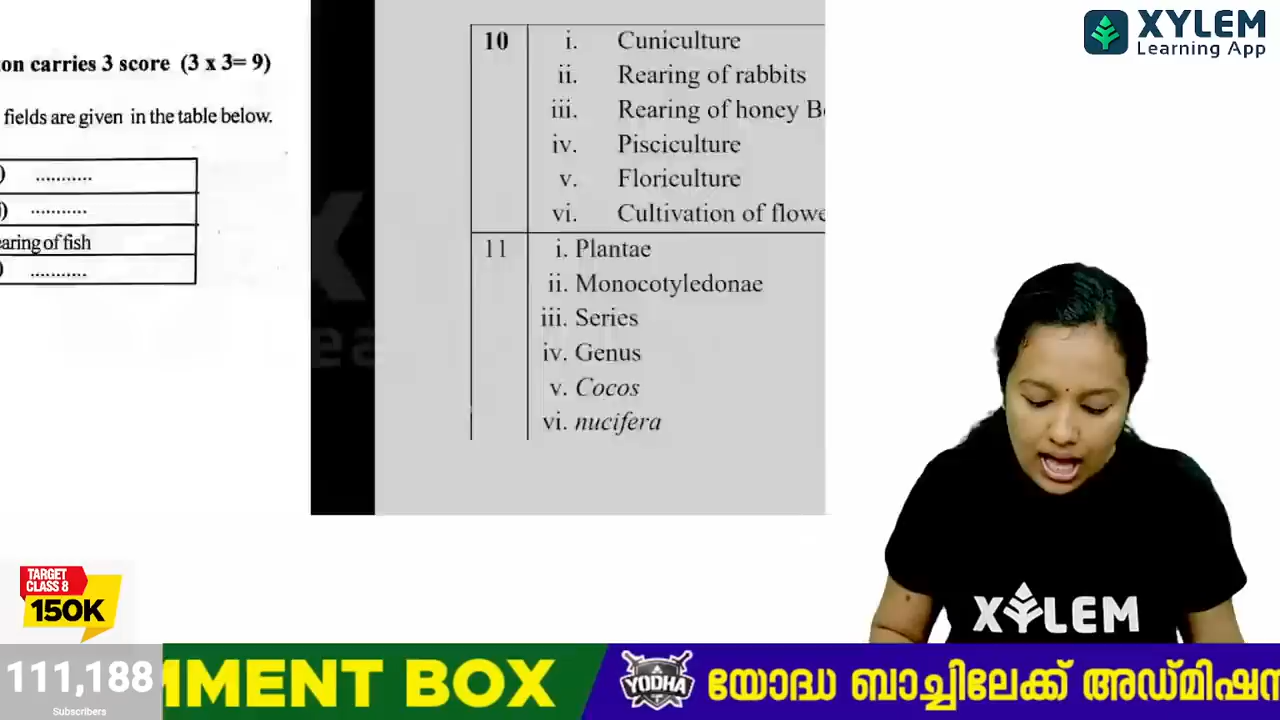 on carries 3 score (3 x 3= 9)
fields are given in the table below.
) ...........
) ...........
earing of fish
) ...........
10 i. Cuniculture
ii. Rearing of rabbits
iii. Rearing of honey B
iv. Pisciculture
v. Floriculture
vi. Cultivation of flowe
11 i. Plantae
ii. Monocotyledonae
iii. Series
iv. Genus
v. Cocos
vi. nucifera
XYLEM
Learning App
XYLEM
TARGET
CLASS 8
150K
111,188
Subscribers
MMENT BOX
YODHA
യോദ്ധ ബാച്ചിലേക്ക് അഡ്മിഷൻ